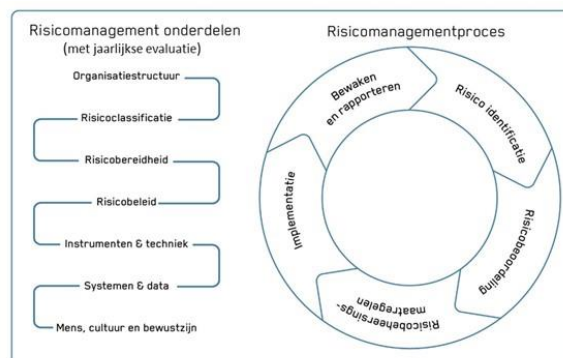 Risicomanagement onderdelen
(met jaarlijkse evaluatie)
Organisatiestructuur
Risicoclassificatie
Risicobereidheid
Risicobeleid
Instrumenten & techniek
Systemen & data
Mens, cultuur en bewustzijn
Risicomanagementproces
Bewaken
en rapporteren
Risico identificatie
Risicobeoordeling
Risicobeheersings-
maatregelen
Implementatie